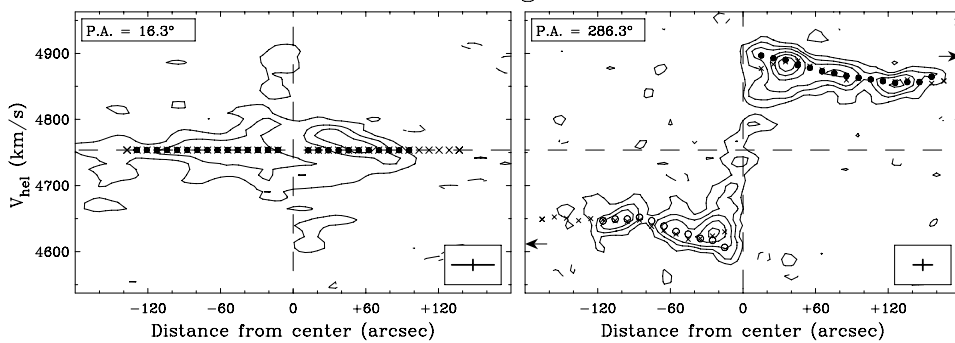 P.A. = 16.3°
P.A. = 286.3°
4900
4800
4700
4600
V_hel (km/s)
−120 −60 0 +60 +120
−120 −60 0 +60 +120
Distance from center (arcsec)
Distance from center (arcsec)